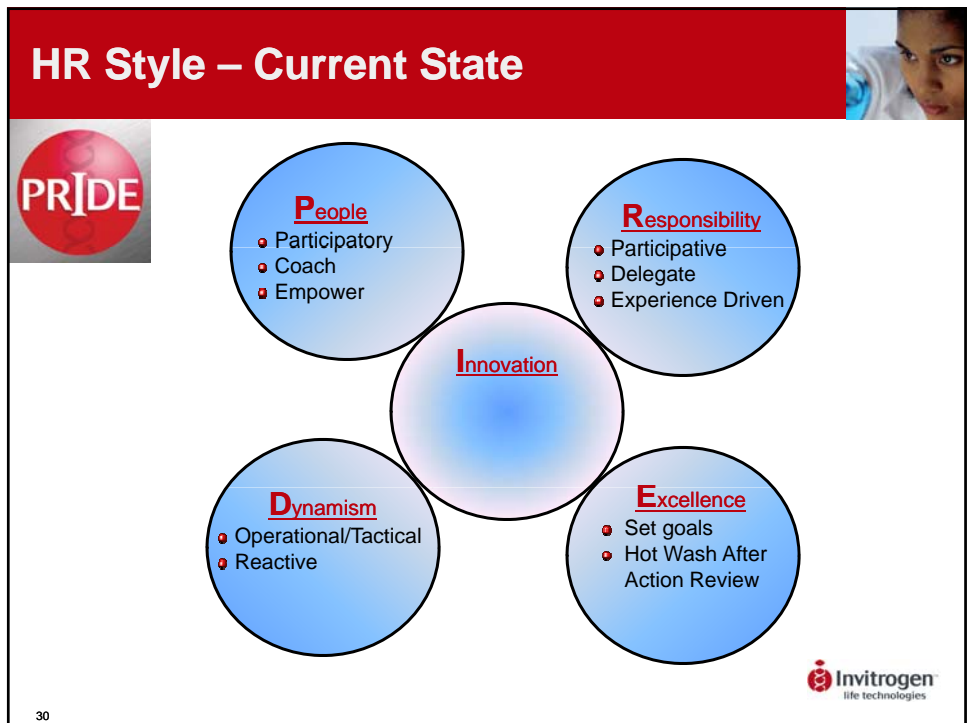 HR Style – Current State
PRIDE
People
Participatory
Coach
Empower
Responsibility
Participative
Delegate
Experience Driven
Innovation
Dynamism
Operational/Tactical
Reactive
Excellence
Set goals
Hot Wash After
Action Review
Invitrogen
life technologies
30